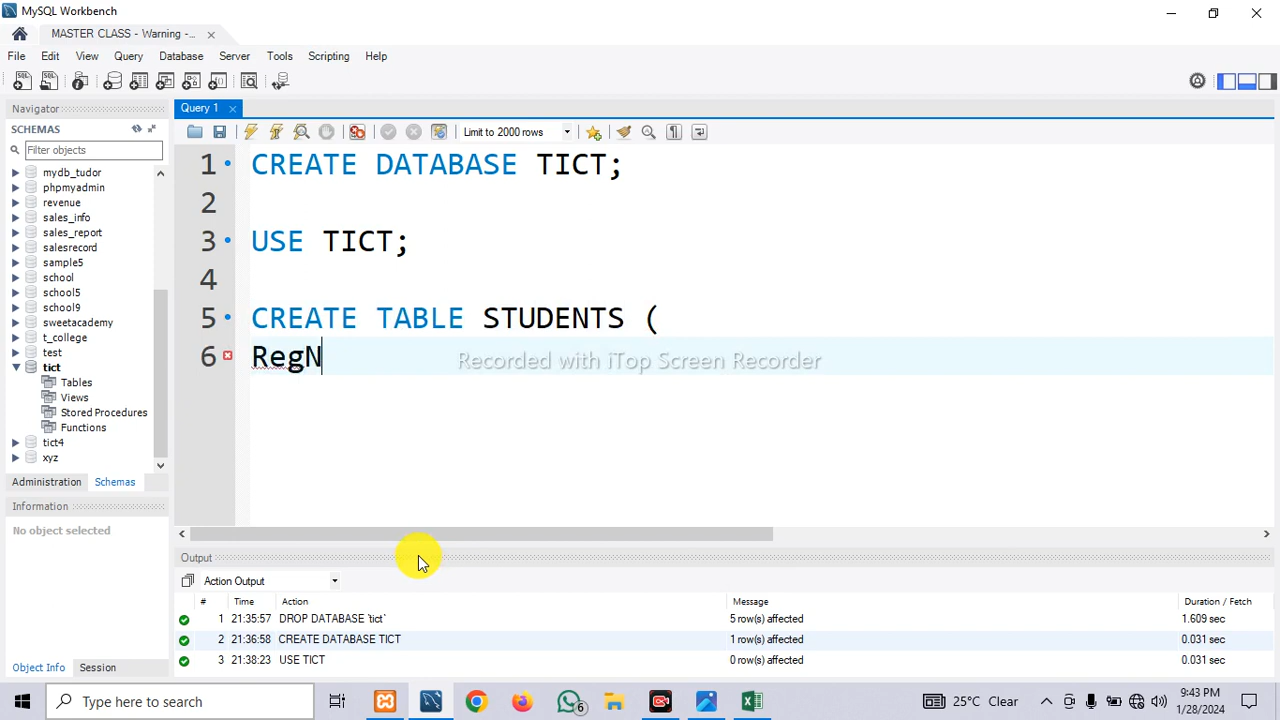 MySQL Workbench
MASTER CLASS - Warning -...
File Edit View Query Database Server Tools Scripting Help
Navigator
SCHEMAS
Filter objects
mydb_tudor
phpmyadmin
revenue
sales_info
sales_report
salesrecord
sample5
school
school5
school9
sweetacademy
t_college
test
tict
Tables
Views
Stored Procedures
Functions
tict4
xyz
Administration Schemas
Information
No object selected
Object Info Session
Query 1
Limit to 2000 rows
1 CREATE DATABASE TICT;
2
3 USE TICT;
4
5 CREATE TABLE STUDENTS (
6 RegN
Recorded with iTop Screen Recorder
Output
Action Output
# Time Action Message Duration / Fetch
1 21:35:57 DROP DATABASE `tict` 5 row(s) affected 1.609 sec
2 21:36:58 CREATE DATABASE TICT 1 row(s) affected 0.031 sec
3 21:38:23 USE TICT 0 row(s) affected 0.031 sec
Type here to search
6
25°C Clear
9:43 PM
1/28/2024